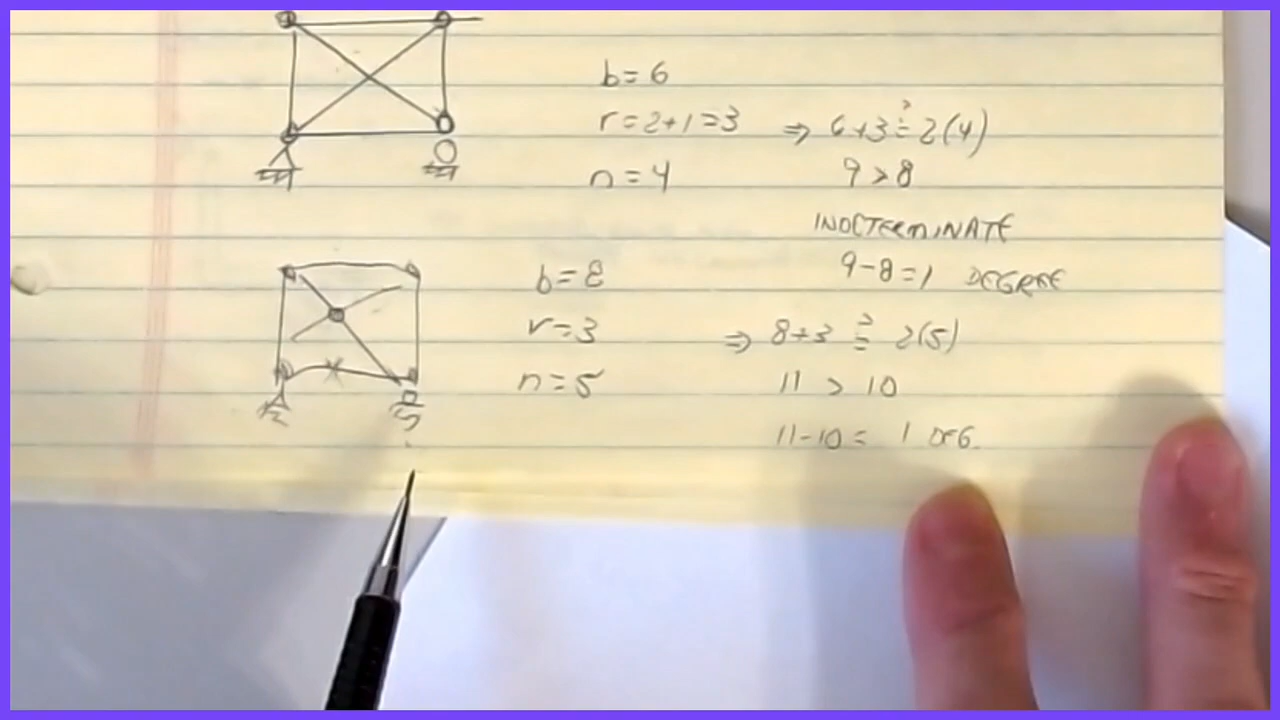 b=6
r=2+1=3 ⇒ 6+3 ≟ 2(4)
n=4 9>8
INDETERMINATE
9-8=1 DEGREE
b=8
r=3 ⇒ 8+3 ≟ 2(5)
n=5 11 > 10
11-10= 1 DEG.